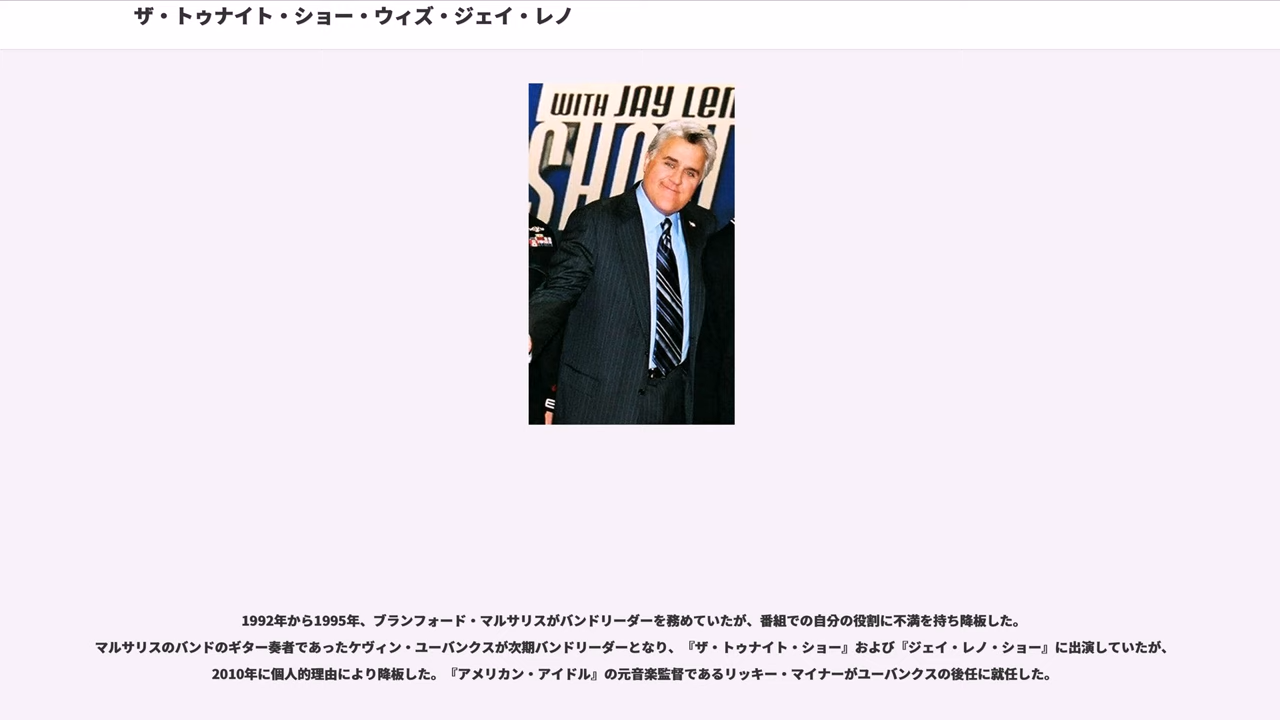 ザ・トゥナイト・ショー・ウィズ・ジェイ・レノ
WITH JAY LEN
SHOW
1992年から1995年、ブランフォード・マルサリスがバンドリーダーを務めていたが、番組での自分の役割に不満を持ち降板した。
マルサリスのバンドのギター奏者であったケヴィン・ユーバンクスが次期バンドリーダーとなり、『ザ・トゥナイト・ショー』および『ジェイ・レノ・ショー』に出演していたが、
2010年に個人的理由により降板した。『アメリカン・アイドル』の元音楽監督であるリッキー・マイナーがユーバンクスの後任に就任した。